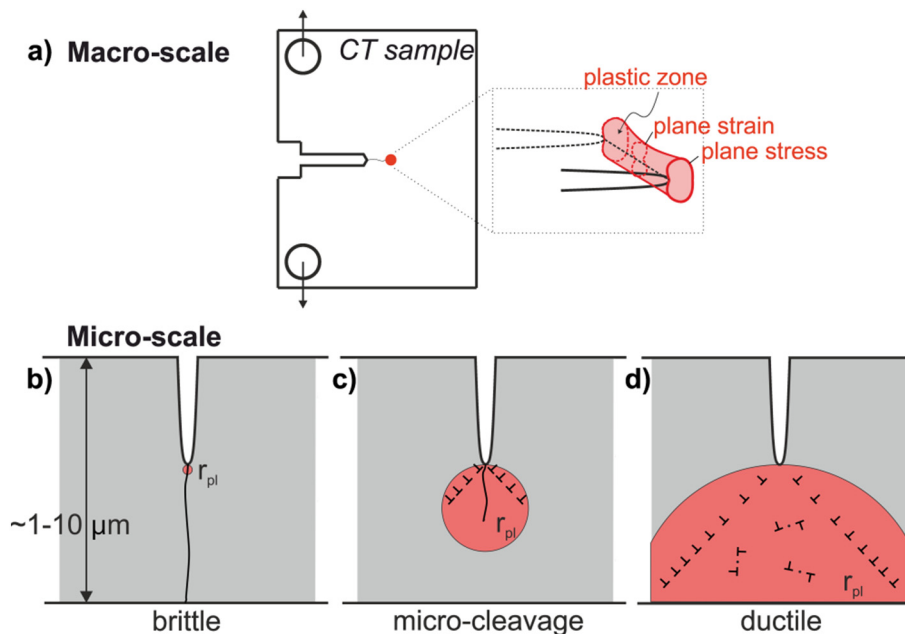 a) Macro-scale
CT sample
plastic zone
plane strain
plane stress
Micro-scale
b)
c)
d)
r_pl
r_pl
r_pl
~1-10 µm
brittle
micro-cleavage
ductile